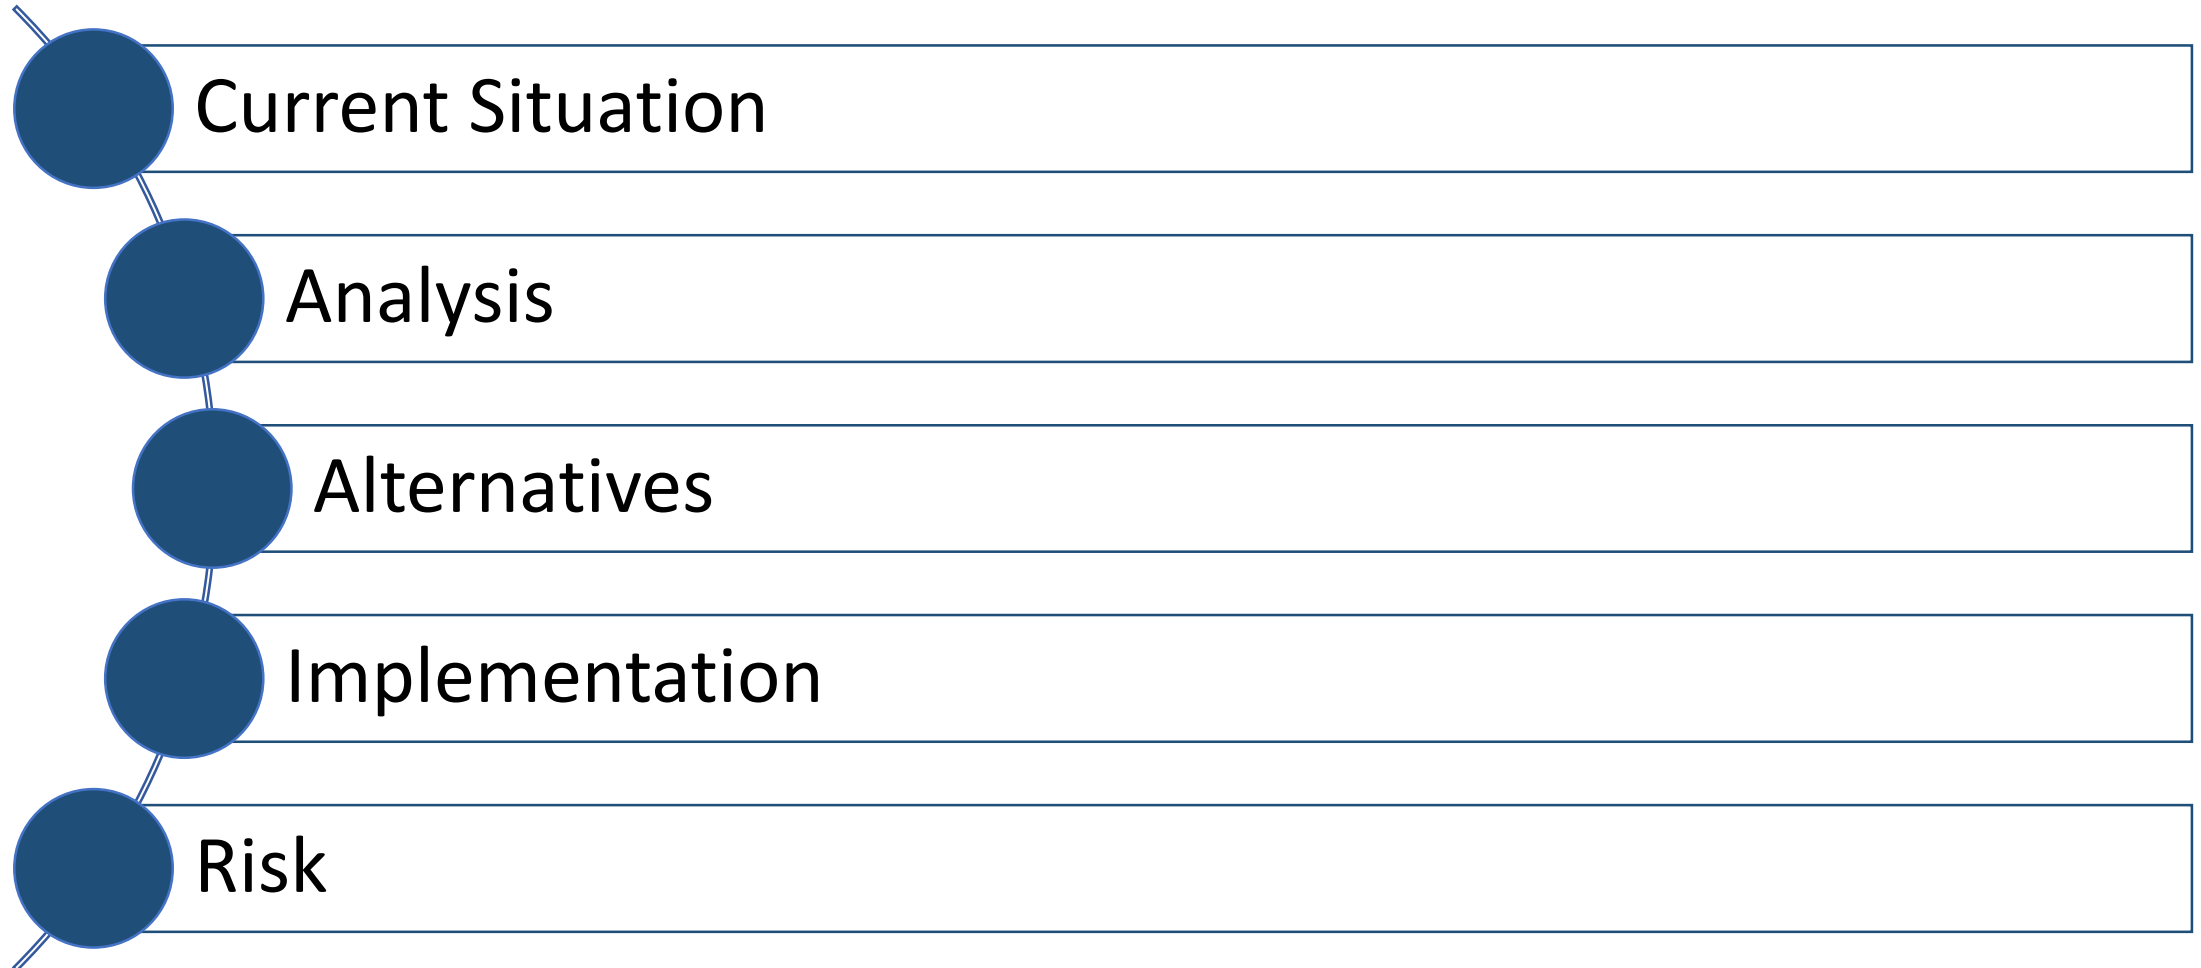 Current Situation
Analysis
Alternatives
Implementation
Risk